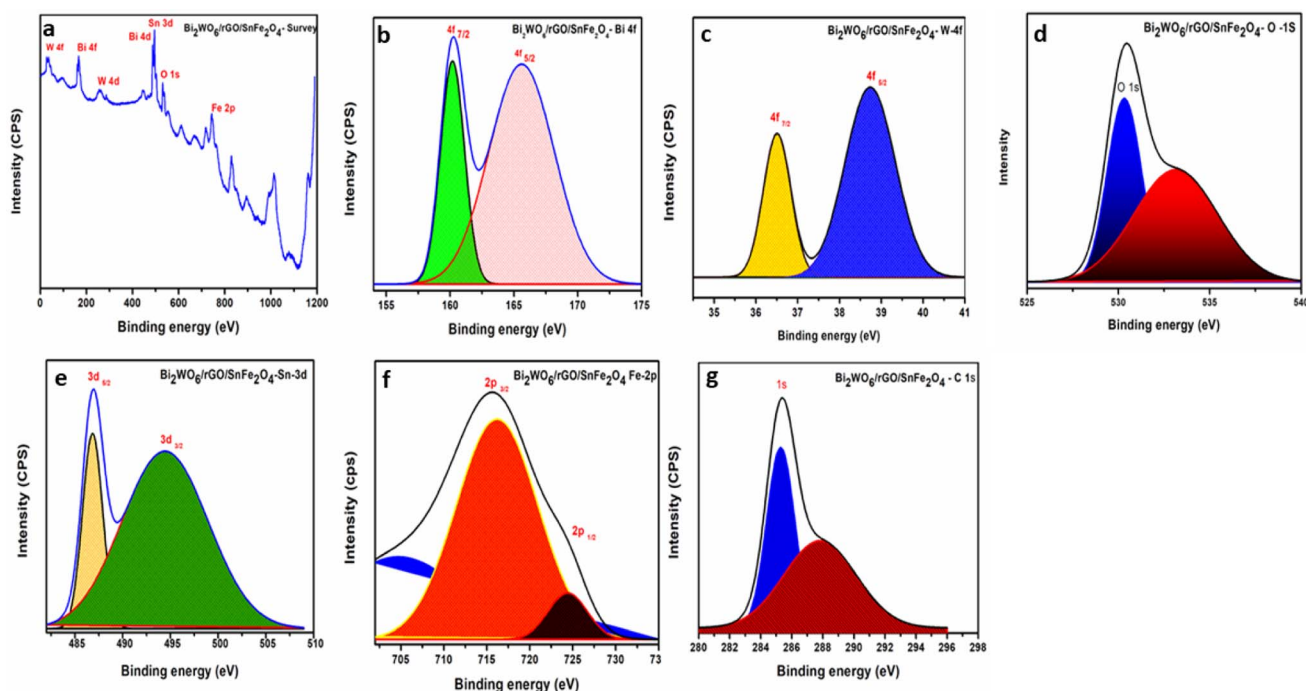 a
Bi₂WO₆/rGO/SnFe₂O₄- Survey
Sn 3d
W 4f
Bi 4f
Bi 4d
W 4d
O 1s
Fe 2p
Intensity (CPS)
0 200 400 600 800 1000 1200
Binding energy (eV)
b
Bi₂WO₆/rGO/SnFe₂O₄- Bi 4f
4f 7/2
4f 5/2
Intensity (CPS)
155 160 165 170 175
Binding energy (eV)
c
Bi₂WO₆/rGO/SnFe₂O₄- W-4f
4f 7/2
4f 5/2
Intensity (CPS)
35 36 37 38 39 40 41
Binding energy (eV)
d
Bi₂WO₆/rGO/SnFe₂O₄- O -1S
O 1s
Intensity
525 530 535 540
Binding energy (eV)
e
Bi₂WO₆/rGO/SnFe₂O₄-Sn-3d
3d 5/2
3d 3/2
Intensity (CPS)
485 490 495 500 505 510
Binding energy (eV)
f
Bi₂WO₆/rGO/SnFe₂O₄ Fe-2p
2p 3/2
2p 1/2
Intensity (cps)
705 710 715 720 725 730 73
Binding energy (eV)
g
Bi₂WO₆/rGO/SnFe₂O₄ - C 1s
1s
Intensity (CPS)
280 282 284 286 288 290 292 294 296 298
Binding energy (eV)